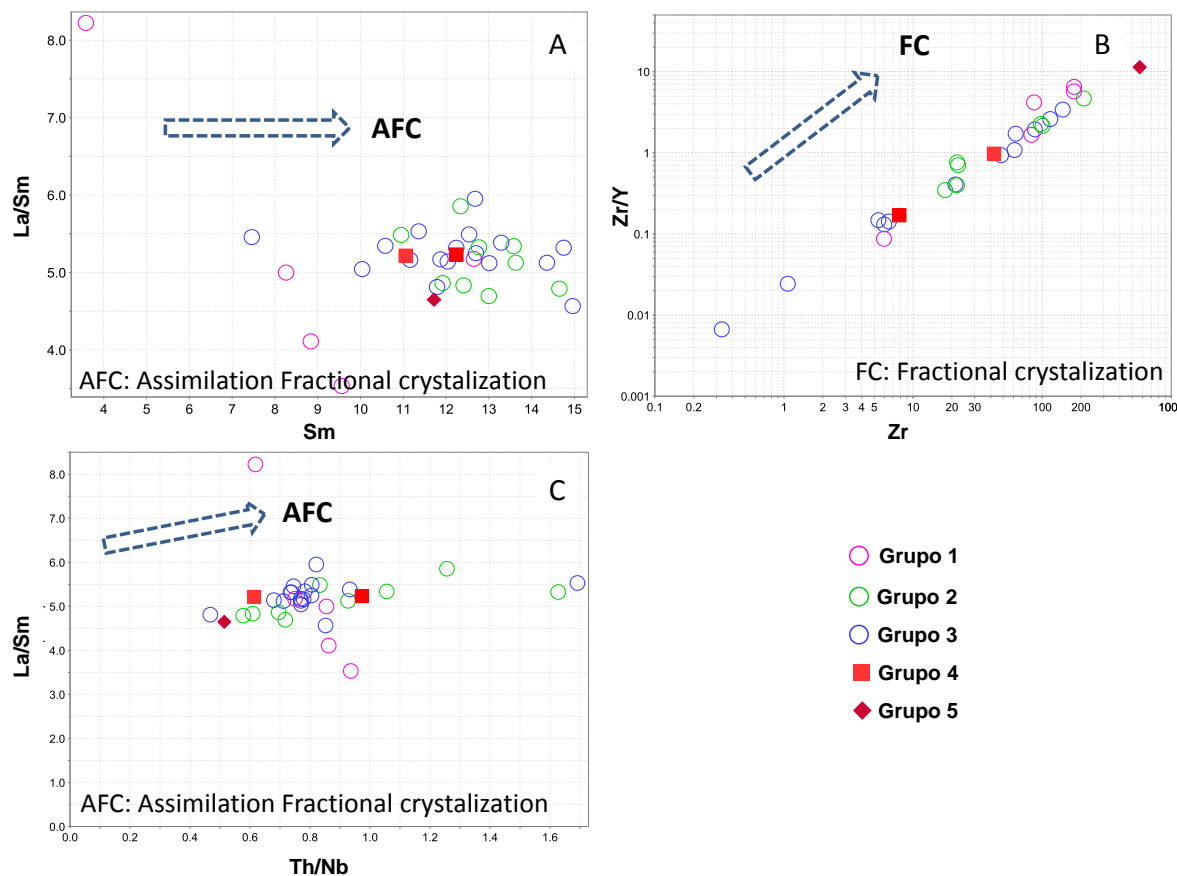 A
8.0
7.0
6.0
5.0
4.0
La/Sm
AFC
AFC: Assimilation Fractional crystalization
4 5 6 7 8 9 10 11 12 13 14 15
Sm
B
FC
10
1
0.1
0.01
0.001
Zr/Y
FC: Fractional crystalization
0.1 0.2 1 2 3 4 5 6 10 20 30 100 200 100
Zr
C
8.0
7.0
6.0
5.0
4.0
3.0
2.0
1.0
0.0
La/Sm
AFC
AFC: Assimilation Fractional crystalization
0.0 0.2 0.4 0.6 0.8 1.0 1.2 1.4 1.6
Th/Nb
Grupo 1
Grupo 2
Grupo 3
Grupo 4
Grupo 5